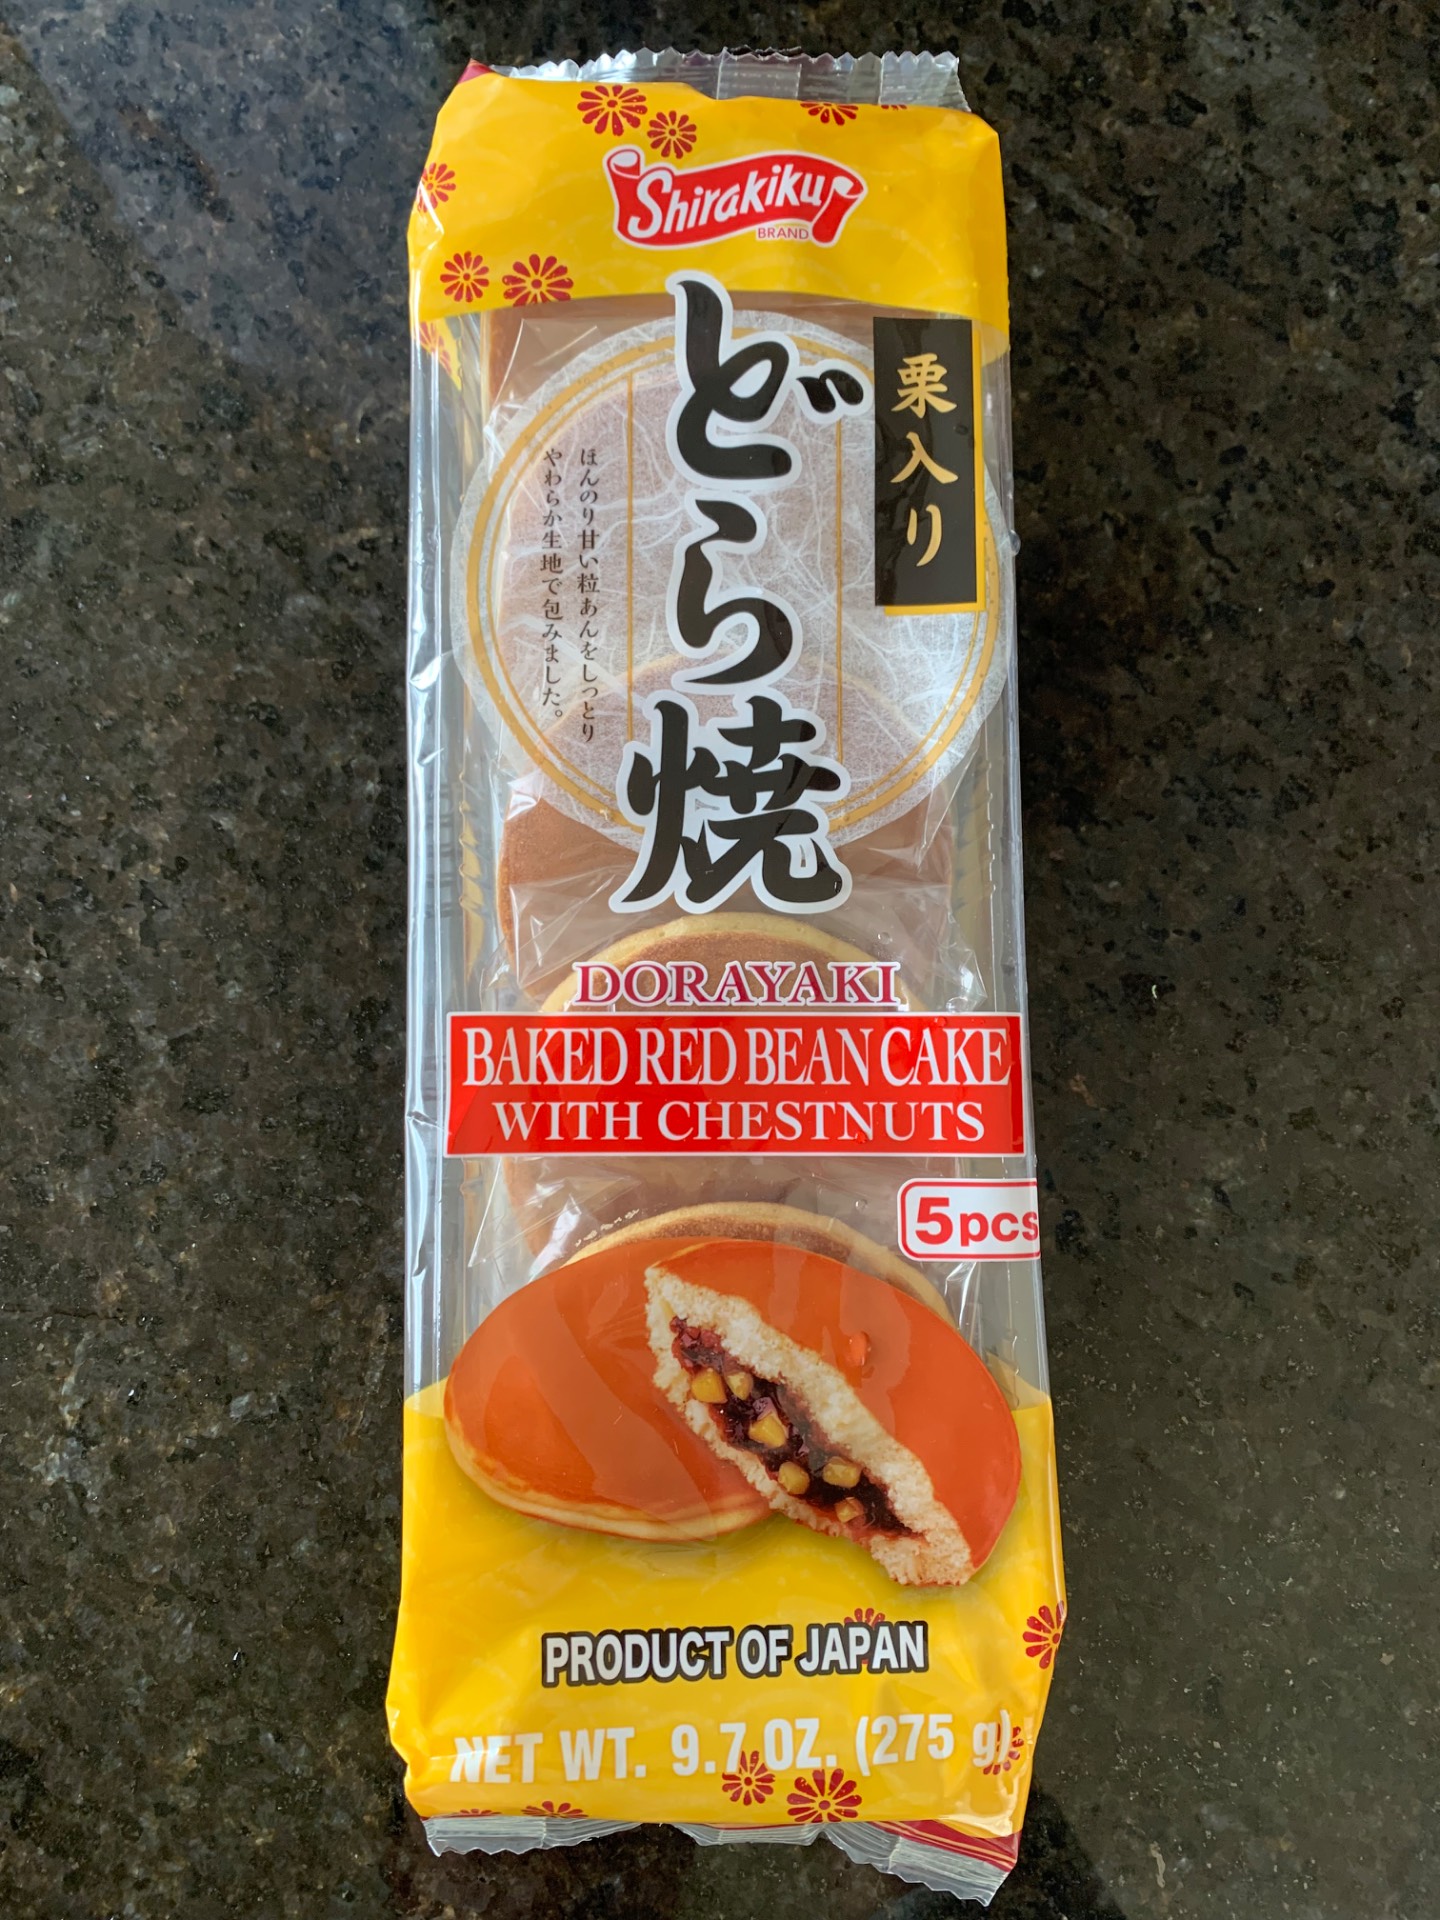 Shirakiku
BRAND
栗入り
どら焼
ほんのり甘い粒あんをしっとり
やわらか生地で包みました。
DORAYAKI
BAKED RED BEAN CAKE
WITH CHESTNUTS
5pcs
PRODUCT OF JAPAN
NET WT. 9.7 OZ. (275 g)